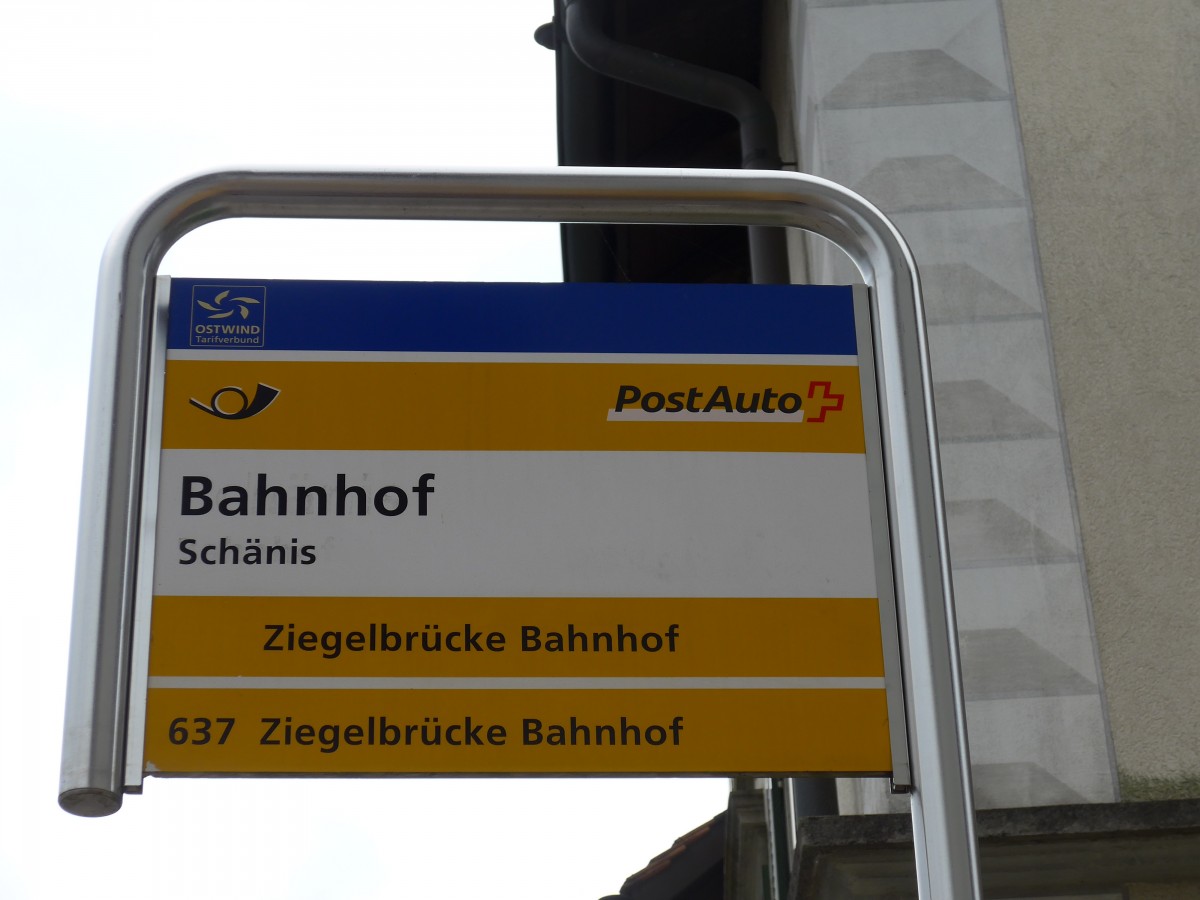 OSTWIND
Tarifverbund
PostAuto
Bahnhof
Schänis
Ziegelbrücke Bahnhof
637 Ziegelbrücke Bahnhof